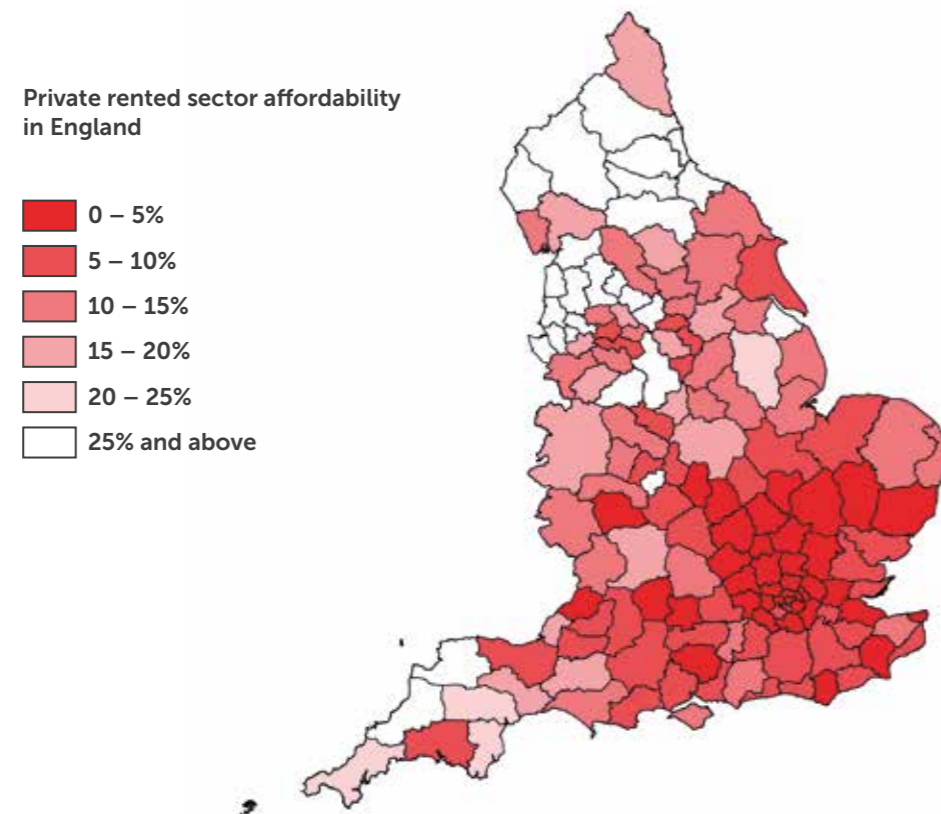 Private rented sector affordability
in England
0 – 5%
5 – 10%
10 – 15%
15 – 20%
20 – 25%
25% and above